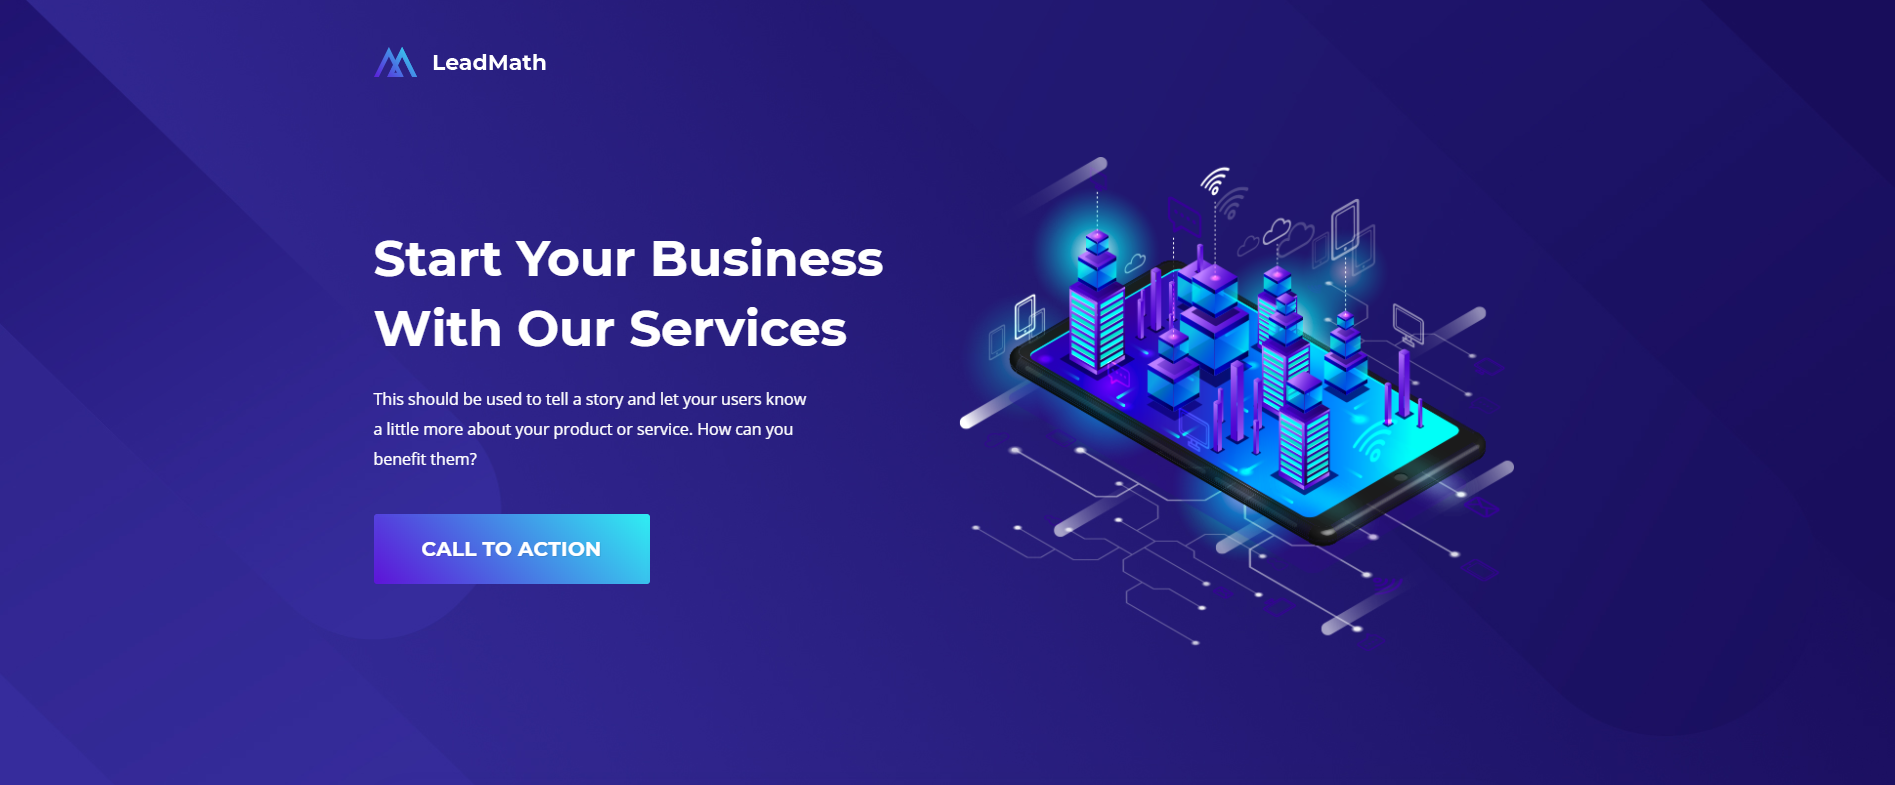 LeadMath
Start Your Business
With Our Services
This should be used to tell a story and let your users know
a little more about your product or service. How can you
benefit them?
CALL TO ACTION